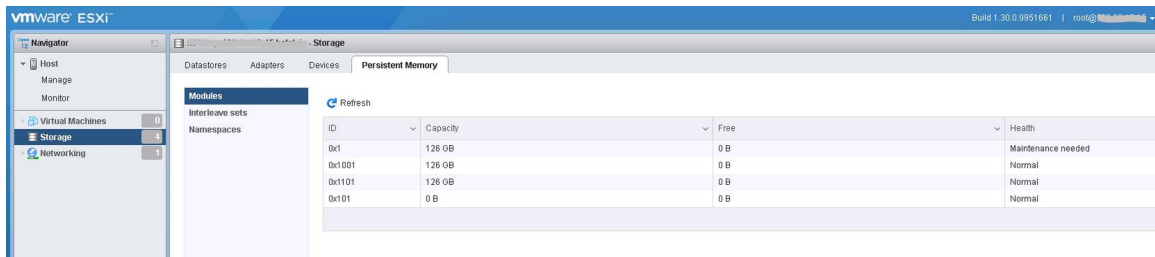 vmware ESXi™
Build 1.30.0.9951661 | root@
Navigator
- Storage
Host
Manage
Monitor
Virtual Machines 0
Storage 4
Networking 1
Datastores Adapters Devices Persistent Memory
Modules
Interleave sets
Namespaces
Refresh
ID Capacity Free Health
0x1 126 GB 0 B Maintenance needed
0x1001 126 GB 0 B Normal
0x1101 126 GB 0 B Normal
0x101 0 B 0 B Normal